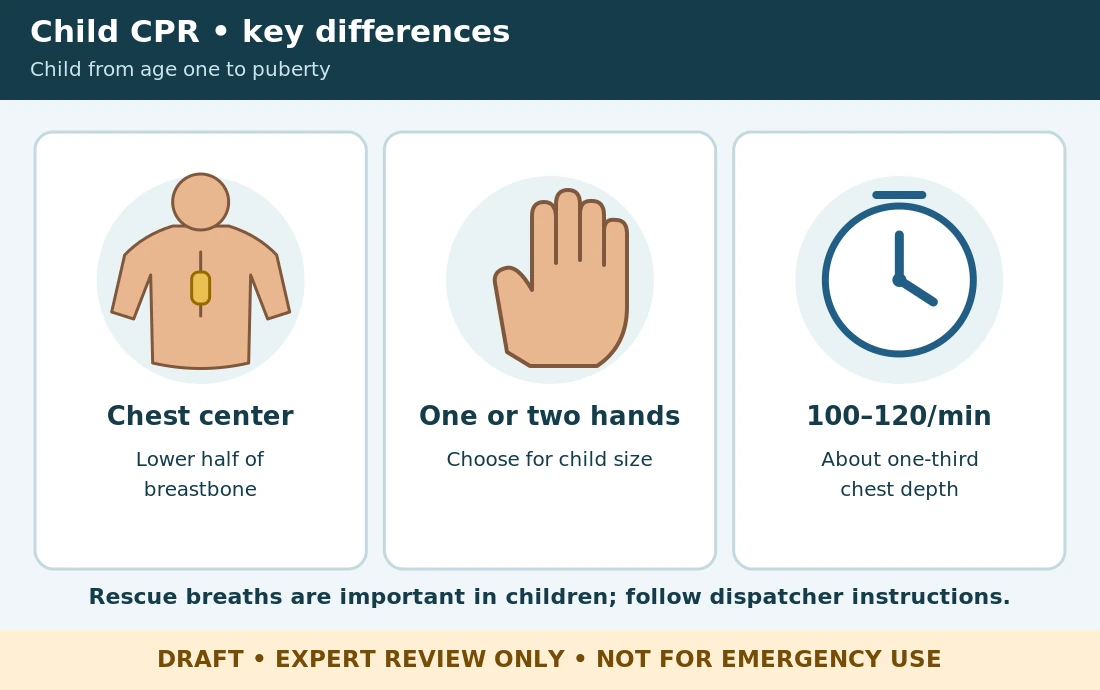 Child CPR • key differences
Child from age one to puberty
Chest center
Lower half of
breastbone
One or two hands
Choose for child size
100–120/min
About one-third
chest depth
Rescue breaths are important in children; follow dispatcher instructions.
DRAFT • EXPERT REVIEW ONLY • NOT FOR EMERGENCY USE